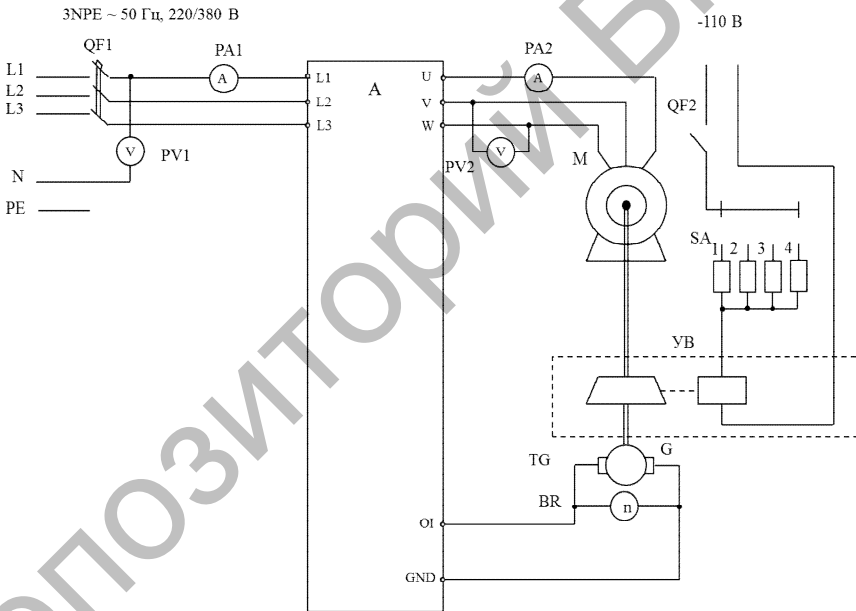 3NPE ~ 50 Гц, 220/380 В
-110 В
QF1
PA1
PA2
L1
L2
L3
A
L1
L2
L3
A
U
V
W
A
QF2
V
PV1
V
PV2
M
N
PE
SA
1 2 3 4
УВ
TG
G
BR
n
OI
GND
ПОЗИТОРИЙ Б